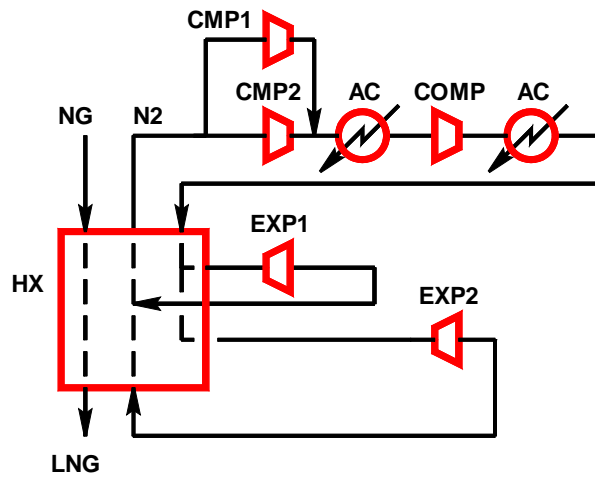 CMP1
CMP2
AC
COMP
AC
NG
N2
EXP1
HX
EXP2
LNG